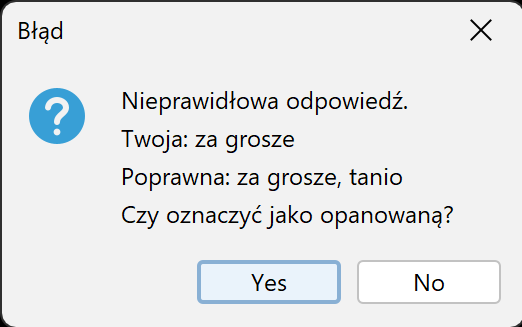 Błąd
Nieprawidłowa odpowiedź.
Twoja: za grosze
Poprawna: za grosze, tanio
Czy oznaczyć jako opanowaną?
Yes
No